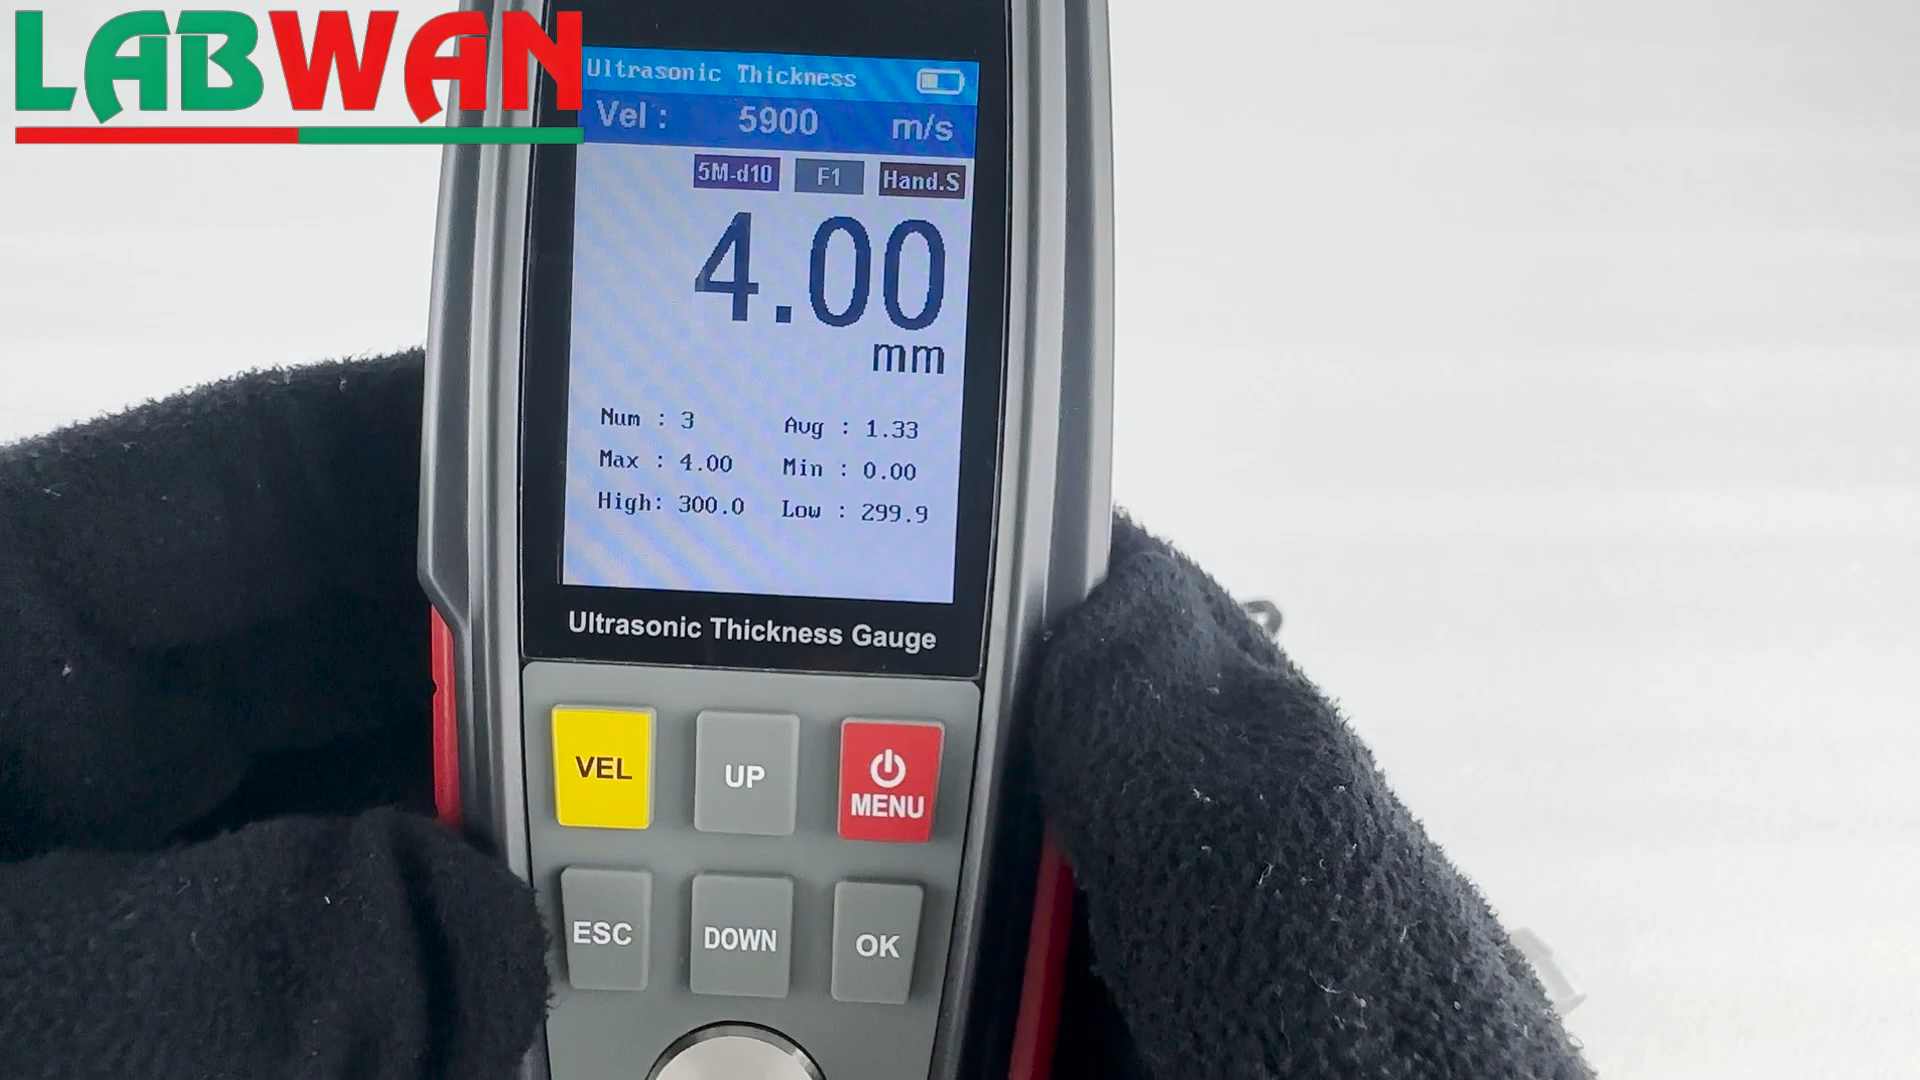 LABWAN
Ultrasonic Thickness
Vel : 5900 m/s
5M-d10 F1 Hand.S
4.00
mm
Num : 3 Avg : 1.33
Max : 4.00 Min : 0.00
High: 300.0 Low : 299.9
Ultrasonic Thickness Gauge
VEL UP MENU
ESC DOWN OK